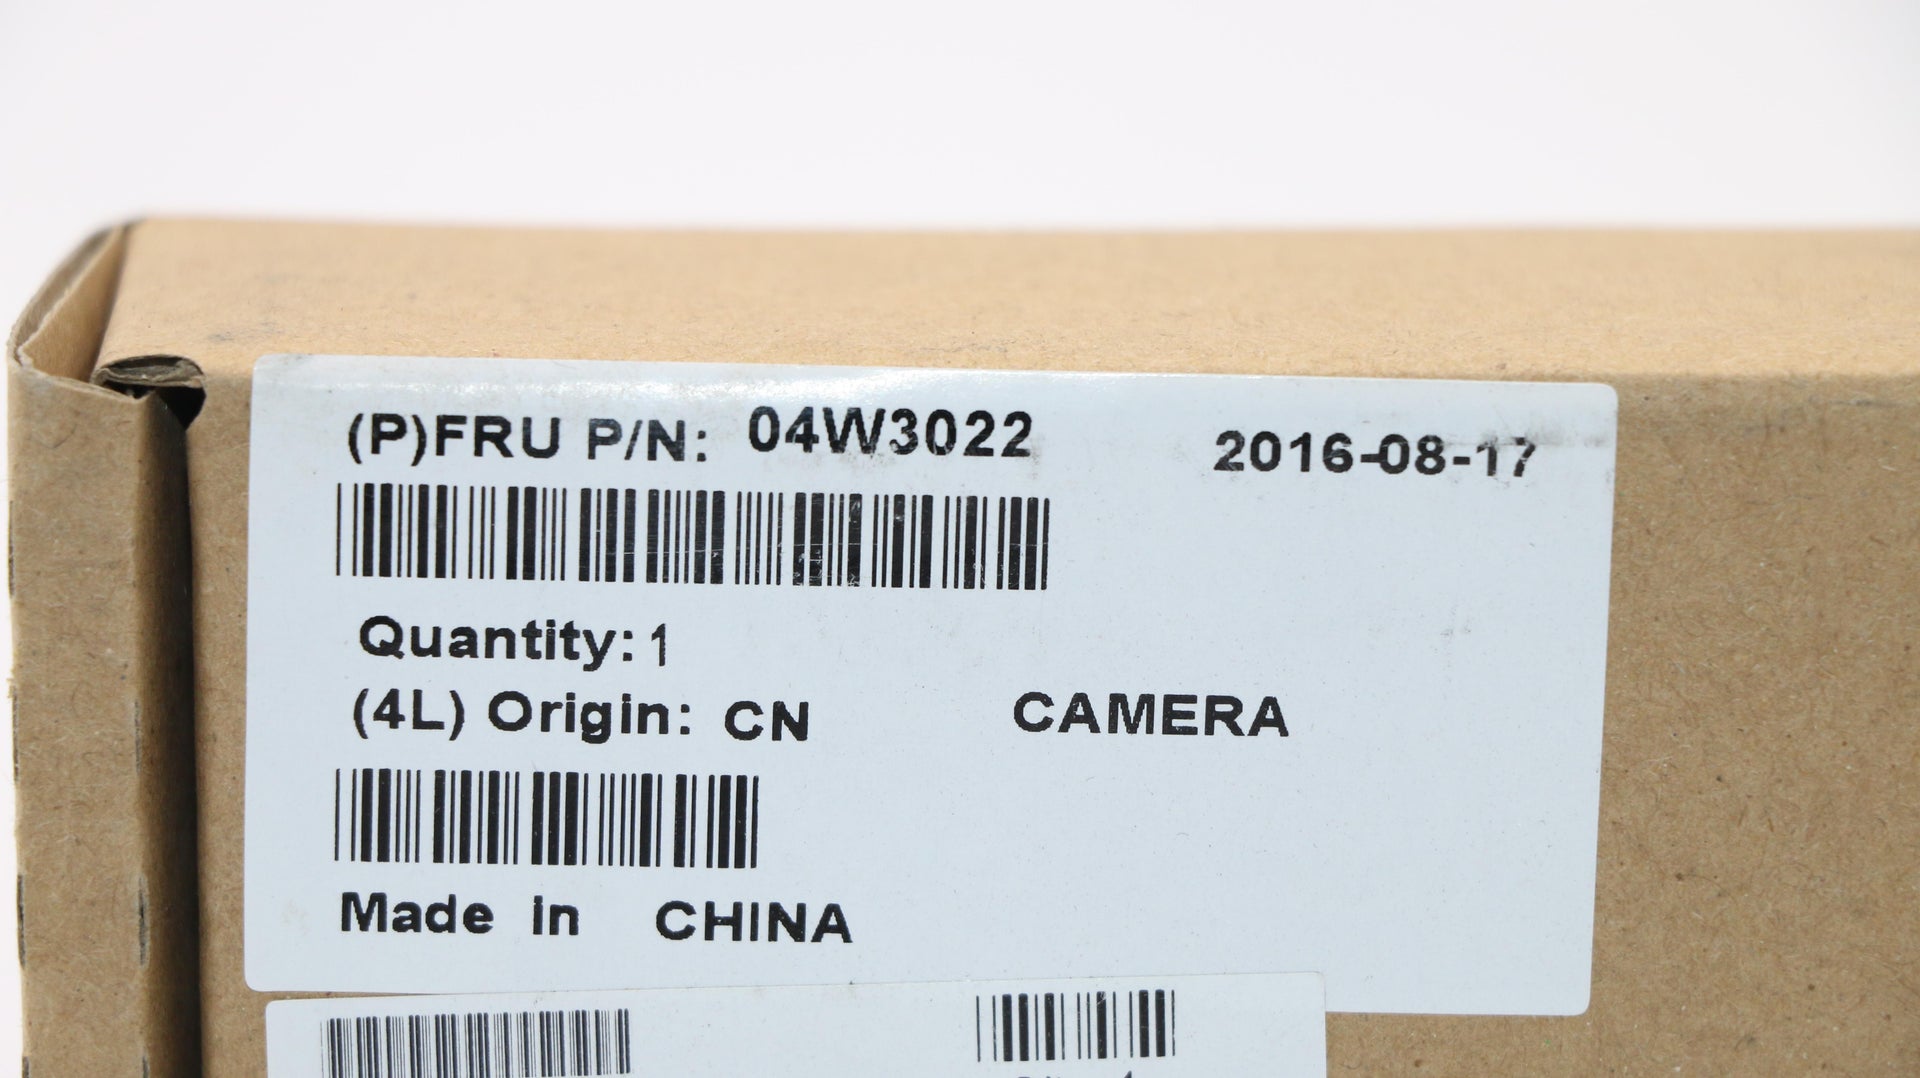 (P)FRU P/N: 04W3022 2016-08-17
Quantity: 1
(4L) Origin: CN CAMERA
Made in CHINA